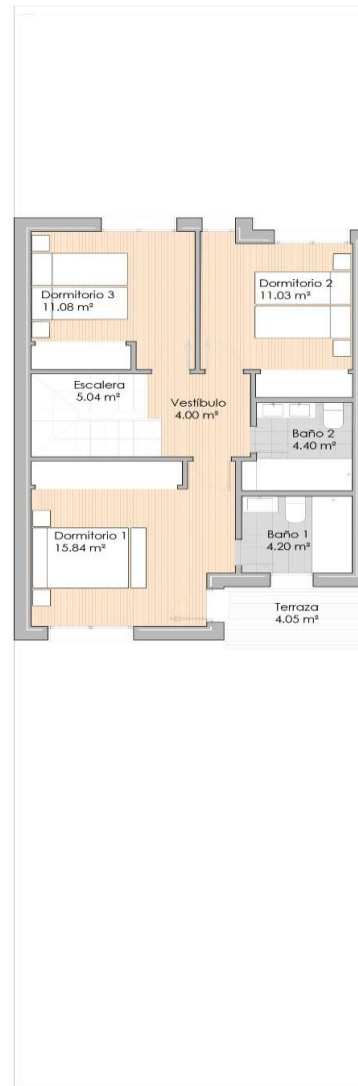 Dormitorio 3
11.08 m²
Dormitorio 2
11.03 m²
Escalera
5.04 m²
Vestíbulo
4.00 m²
Baño 2
4.40 m²
Dormitorio 1
15.84 m²
Baño 1
4.20 m²
Terraza
4.05 m²